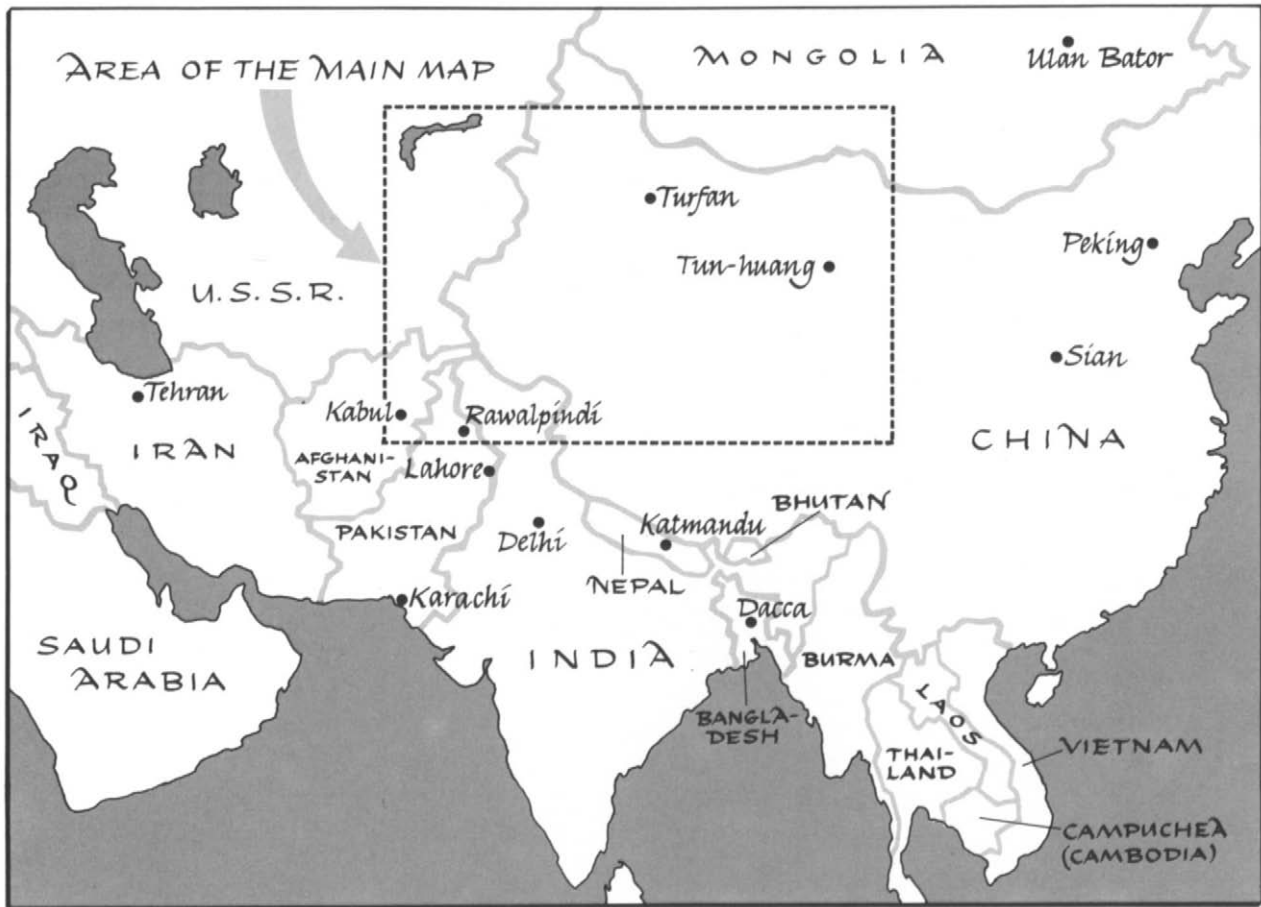 MONGOLIA
Ulan Bator
AREA OF THE MAIN MAP
Turfan
Peking
Tun-huang
U.S.S.R.
Sian
Tehran
Kabul
Rawalpindi
IRAQ
IRAN
CHINA
AFGHANI-
STAN
Lahore
BHUTAN
PAKISTAN
Delhi
Katmandu
NEPAL
Karachi
Dacca
SAUDI
ARABIA
INDIA
BURMA
LAOS
BANGLA-
DESH
THAI-
LAND
VIETNAM
CAMPUCHEA
(CAMBODIA)